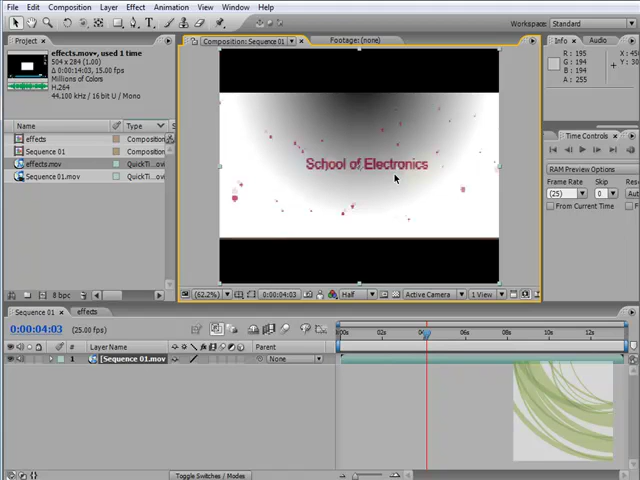 File Edit Composition Layer Effect Animation View Window Help
Workspace: Standard
Project
effects.mov, used 1 time
504 x 284 (1.00)
Δ 0:00:14:03, 15.00 fps
Millions of Colors
H.264
44.100 kHz / 16 bit U / Mono
Name Type
effects Composition
Sequence 01 Composition
effects.mov QuickTi...ov
Sequence 01.mov QuickTi...ov
8 bpc
Composition: Sequence 01
Footage: (none)
School of Electronics
(62.2%) 0:00:04:03 Half Active Camera 1 View
Info Audio
R : 195
G : 194
B : 194
A : 255
Time Controls
RAM Preview Options
Frame Rate Skip
(25) 0
From Current Time
Sequence 01 effects
0:00:04:03 (25.00 fps)
# Layer Name Parent
1 [Sequence 01.mov None
02s 04s 06s 08s 10s 12s
Toggle Switches / Modes